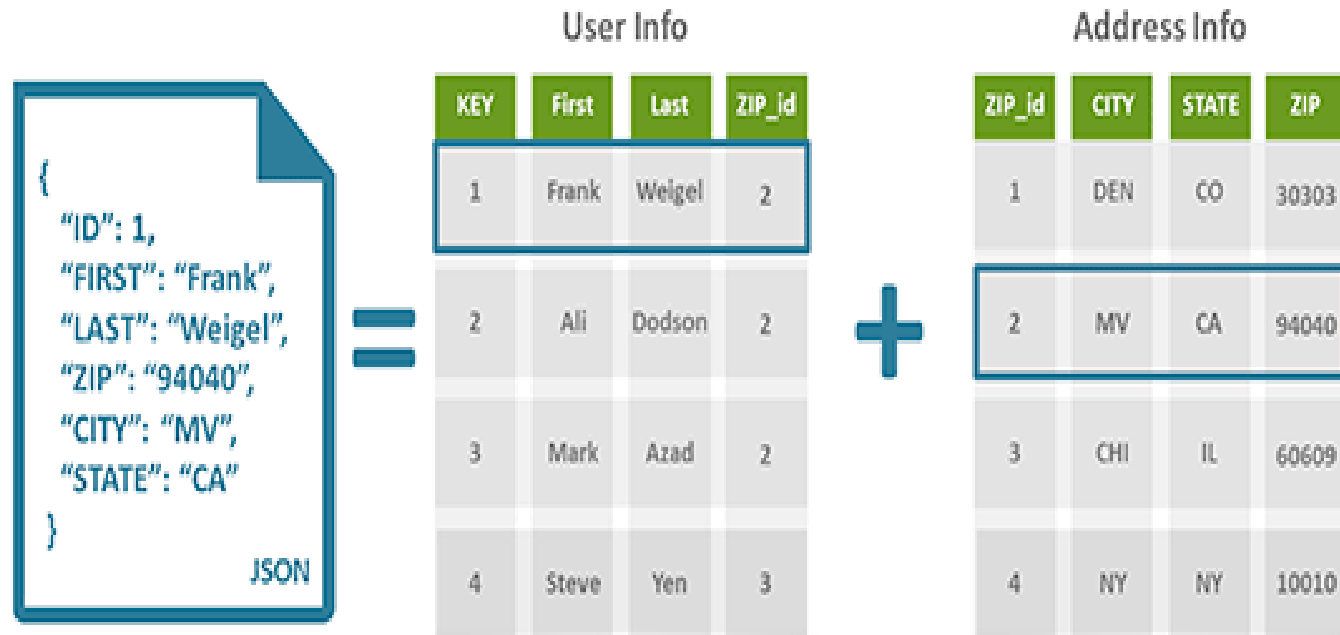 User Info
Address Info
{
“ID”: 1,
“FIRST”: “Frank”,
“LAST”: “Weigel”,
“ZIP”: “94040”,
“CITY”: “MV”,
“STATE”: “CA”
}
JSON
=
KEY First Last ZIP_id
1 Frank Weigel 2
2 Ali Dodson 2
3 Mark Azad 2
4 Steve Yen 3
+
ZIP_id CITY STATE ZIP
1 DEN CO 30303
2 MV CA 94040
3 CHI IL 60609
4 NY NY 10010